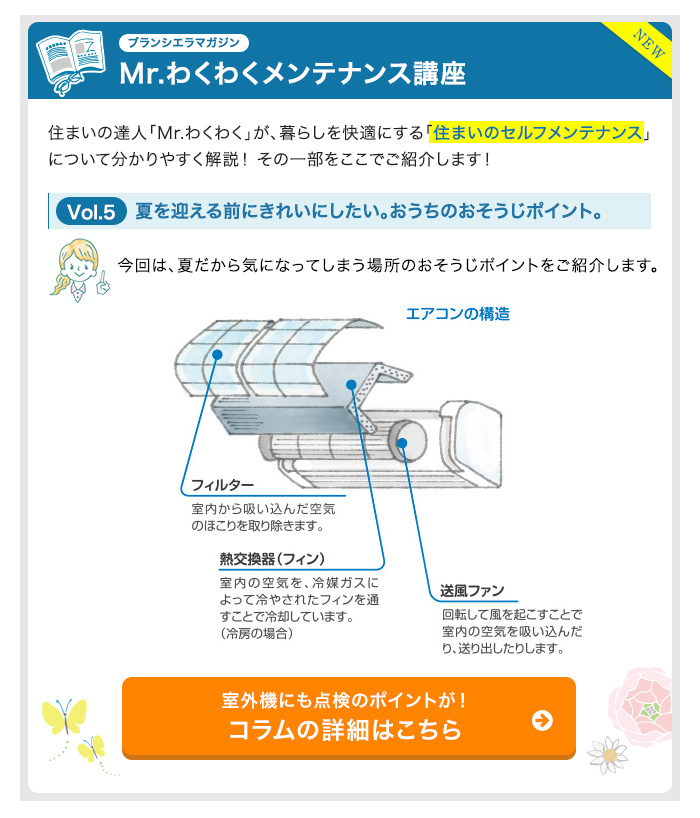 ブランシエラマガジン
Mr.わくわくメンテナンス講座
NEW
住まいの達人「Mr.わくわく」が、暮らしを快適にする「住まいのセルフメンテナンス」
について分かりやすく解説！ その一部をここでご紹介します！
Vol.5 夏を迎える前にきれいにしたい。おうちのおそうじポイント。
今回は、夏だから気になってしまう場所のおそうじポイントをご紹介します。
エアコンの構造
フィルター
室内から吸い込んだ空気
のほこりを取り除きます。
熱交換器（フィン）
室内の空気を、冷媒ガスに
よって冷やされたフィンを通
すことで冷却しています。
（冷房の場合）
送風ファン
回転して風を起こすことで
室内の空気を吸い込んだ
り、送り出したりします。
室外機にも点検のポイントが！
コラムの詳細はこちら